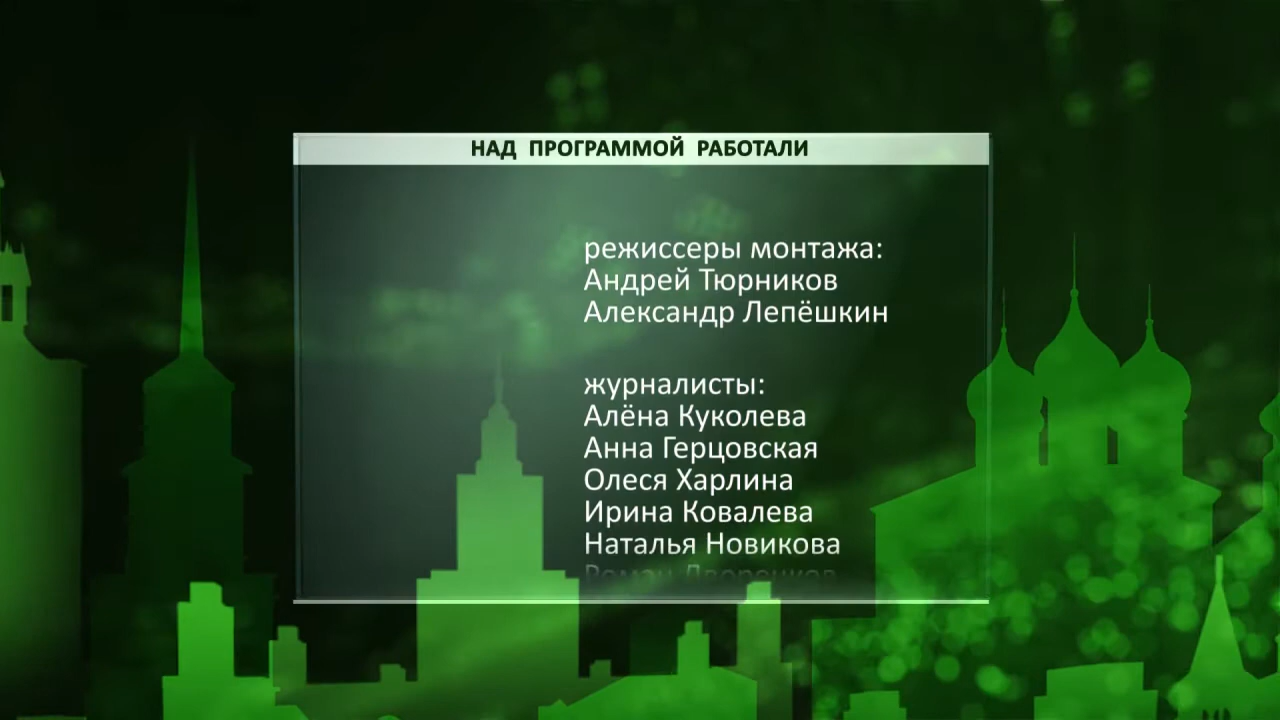 НАД ПРОГРАММОЙ РАБОТАЛИ
режиссеры монтажа:
Андрей Тюрников
Александр Лепёшкин
журналисты:
Алёна Куколева
Анна Герцовская
Олеся Харлина
Ирина Ковалева
Наталья Новикова
Роман